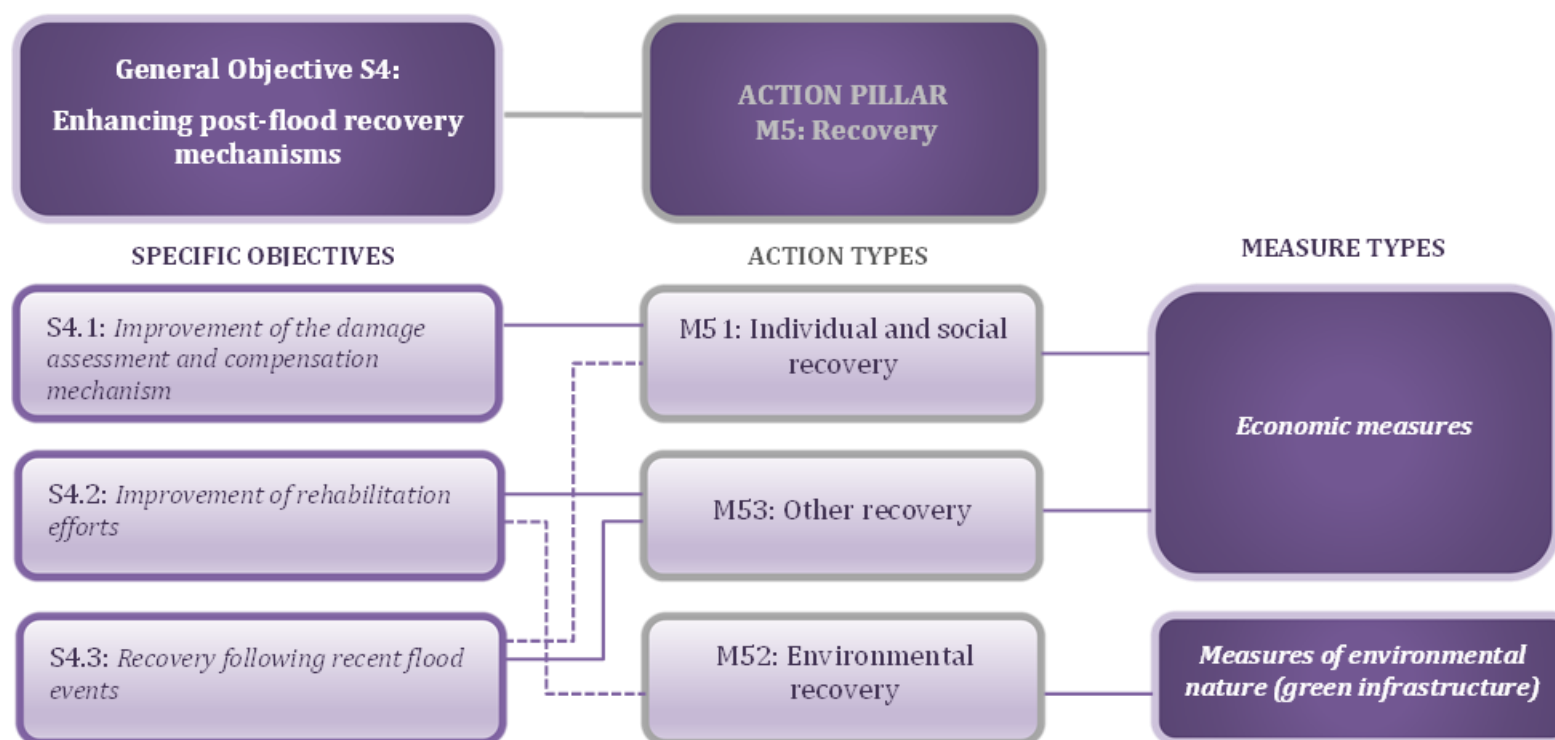 General Objective S4:
Enhancing post-flood recovery
mechanisms
ACTION PILLAR
M5: Recovery
SPECIFIC OBJECTIVES
ACTION TYPES
MEASURE TYPES
S4.1: Improvement of the damage
assessment and compensation
mechanism
M51: Individual and social
recovery
Economic measures
S4.2: Improvement of rehabilitation
efforts
M53: Other recovery
S4.3: Recovery following recent flood
events
M52: Environmental
recovery
Measures of environmental
nature (green infrastructure)